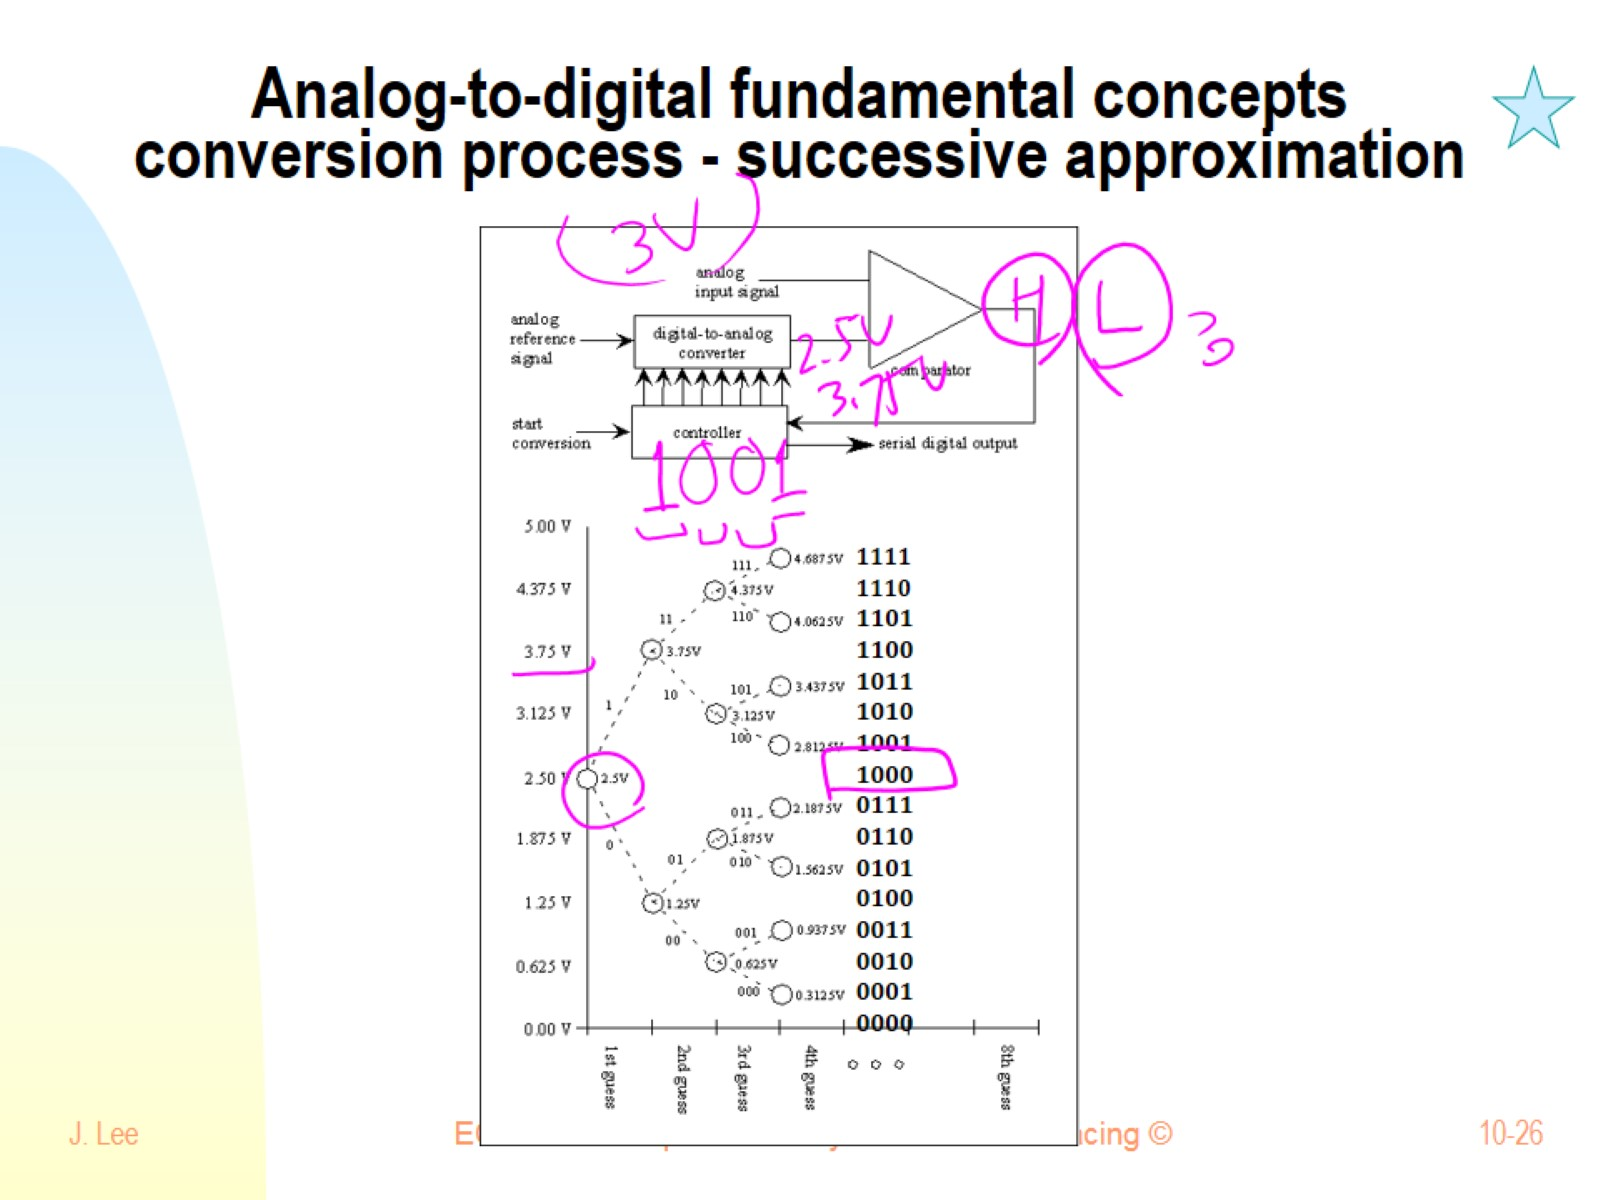 Analog-to-digital fundamental concepts
conversion process - successive approximation
3V
analog
input signal
H
L
analog
reference
signal
digital-to-analog
converter
2.5V
3.75V
comparator
start
conversion
controller
serial digital output
1001
5.00 V
4.375 V
3.75 V
3.125 V
2.50 V
1.875 V
1.25 V
0.625 V
0.00 V
2.5V
1
0
3.75V
1.25V
11
10
01
00
4.375V
3.125V
1.875V
0.625V
111
110
101
100
011
010
001
000
4.6875V
4.0625V
3.4375V
2.8125V
2.1875V
1.5625V
0.9375V
0.3125V
1111
1110
1101
1100
1011
1010
1001
1000
0111
0110
0101
0100
0011
0010
0001
0000
1st guess
2nd guess
3rd guess
4th guess
8th guess
J. Lee
acing ©
10-26